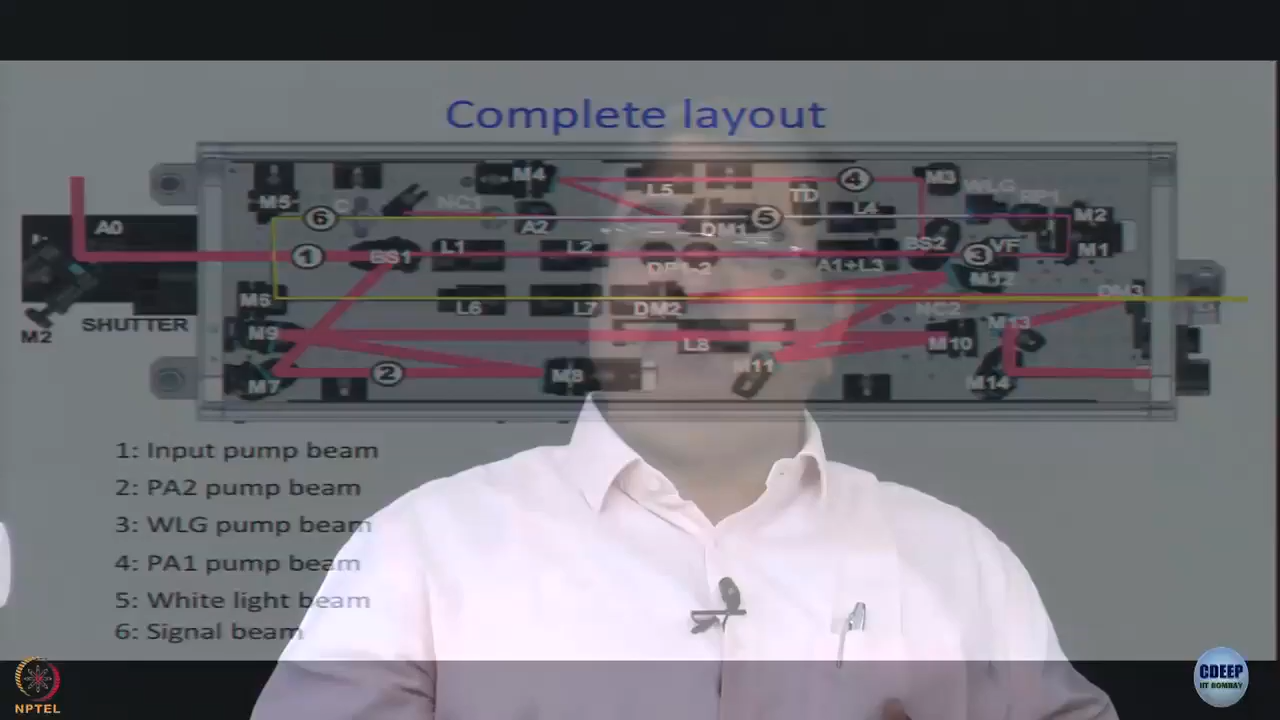 Complete layout
M4
M3
L5
4
WLG
M5
C
NC1
TD
PP1
6
5
L4
M2
A0
A2
DM1
BS2
VF
M1
1
BS1
L1
L2
A1+L3
3
M12
DM2
DM3
M6
L6
L7
NC2
M2
SHUTTER
M9
L8
M13
M10
M7
2
M8
M11
M14
1: Input pump beam
2: PA2 pump beam
3: WLG pump beam
4: PA1 pump beam
5: White light beam
6: Signal beam
NPTEL
CDEEP
IIT BOMBAY